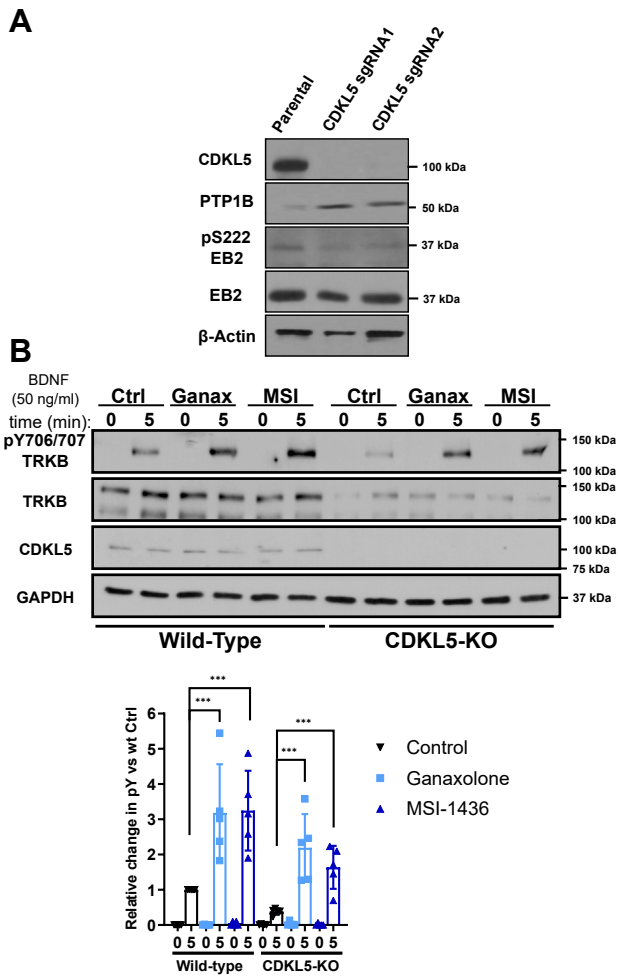 A
Parental
CDKL5 sgRNA1
CDKL5 sgRNA2
CDKL5
100 kDa
PTP1B
50 kDa
pS222
EB2
37 kDa
EB2
37 kDa
β-Actin
B
BDNF
(50 ng/ml)
Ctrl Ganax MSI Ctrl Ganax MSI
time (min): 0 5 0 5 0 5 0 5 0 5 0 5
pY706/707
TRKB
150 kDa
100 kDa
TRKB
150 kDa
100 kDa
CDKL5
100 kDa
75 kDa
GAPDH
37 kDa
Wild-Type CDKL5-KO
Relative change in pY vs wt Ctrl
6
5
4
3
2
1
0
***
***
***
***
0 5 0 5 0 5 0 5 0 5 0 5
Wild-type CDKL5-KO
Control
Ganaxolone
MSI-1436